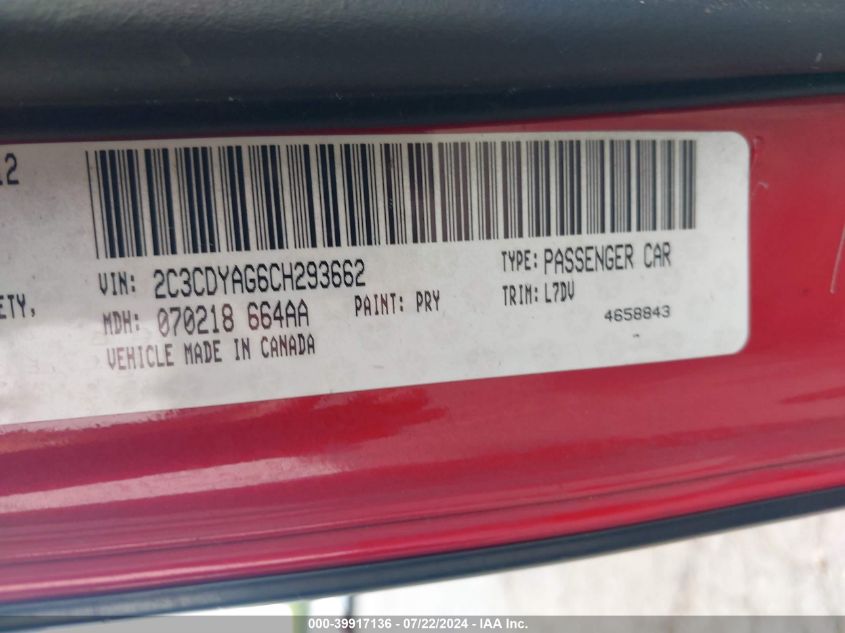 12
VIN: 2C3CDYAG6CH293662 TYPE: PASSENGER CAR
ETY, MDH: 070218 664AA PAINT: PRY TRIM: L7DV
VEHICLE MADE IN CANADA 4658843
000-39917136 - 07/22/2024 - IAA Inc.